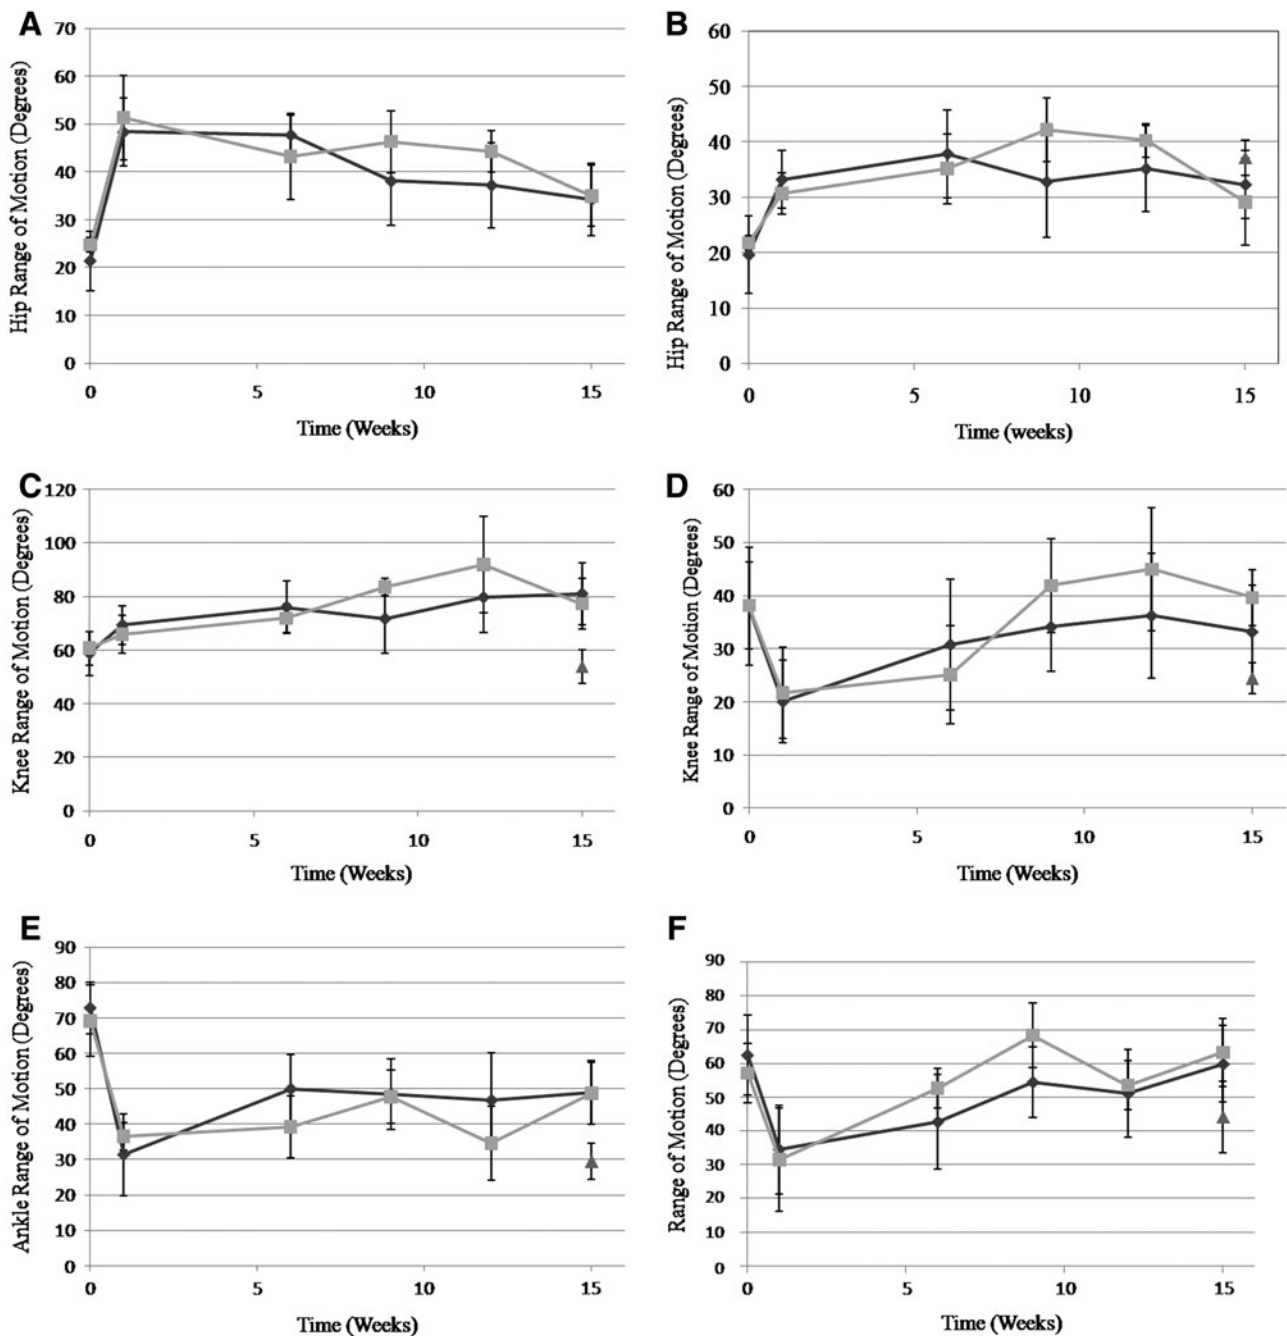 A
Hip Range of Motion (Degrees)
70
60
50
40
30
20
10
0
0 5 10 15
Time (Weeks)
B
Hip Range of Motion (Degrees)
60
50
40
30
20
10
0
0 5 10 15
Time (weeks)
C
Knee Range of Motion (Degrees)
120
100
80
60
40
20
0
0 5 10 15
Time (Weeks)
D
Knee Range of Motion (Degrees)
60
50
40
30
20
10
0
0 5 10 15
Time (Weeks)
E
Ankle Range of Motion (Degrees)
90
80
70
60
50
40
30
20
10
0
0 5 10 15
Time (Weeks)
F
Range of Motion (Degrees)
90
80
70
60
50
40
30
20
10
0
0 5 10 15
Time (Weeks)